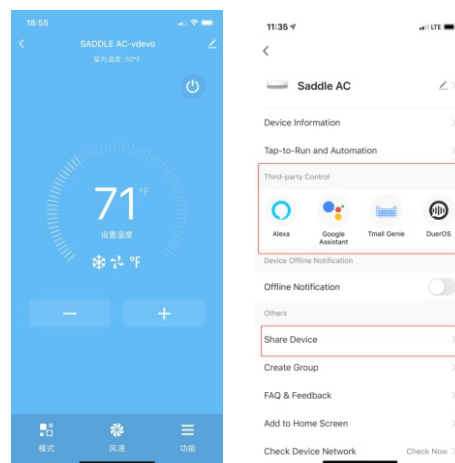 18:55
SADDLE AC-vdevo
室内温度: 50°F
71°F
设置温度
°F
模式
风速
功能
11:35
LTE
Saddle AC
Device Information
Tap-to-Run and Automation
Third-party Control
Alexa
Google Assistant
Tmall Genie
DuerOS
Device Offline Notification
Offline Notification
Others
Share Device
Create Group
FAQ & Feedback
Add to Home Screen
Check Device Network
Check Now